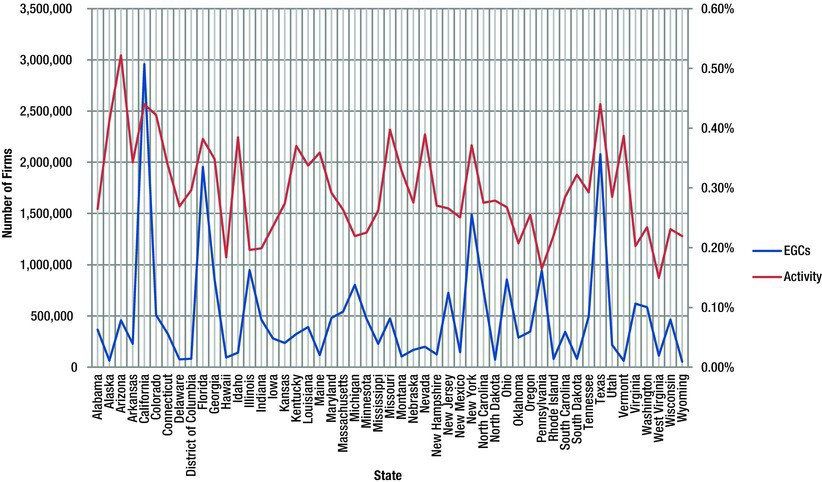 3,500,000
3,000,000
2,500,000
2,000,000
1,500,000
1,000,000
500,000
0
Number of Firms
0.60%
0.50%
0.40%
0.30%
0.20%
0.10%
0.00%
EGCs
Activity
Alabama
Alaska
Arizona
Arkansas
California
Colorado
Connecticut
Delaware
District of Columbia
Florida
Georgia
Hawaii
Idaho
Illinois
Indiana
Iowa
Kansas
Kentucky
Louisiana
Maine
Maryland
Massachusetts
Michigan
Minnesota
Mississippi
Missouri
Montana
Nebraska
Nevada
New Hampshire
New Jersey
New Mexico
New York
North Carolina
North Dakota
Ohio
Oklahoma
Oregon
Pennsylvania
Rhode Island
South Carolina
South Dakota
Tennessee
Texas
Utah
Vermont
Virginia
Washington
West Virginia
Wisconsin
Wyoming
State